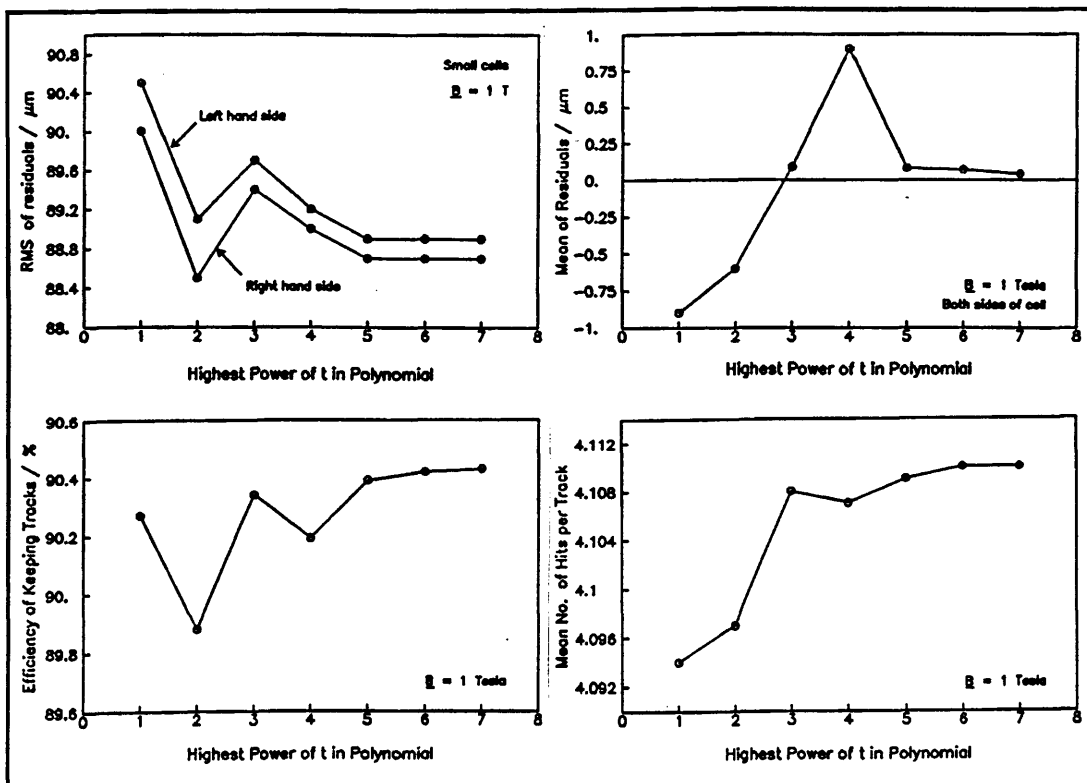 RMS of residuals / μm
90.8
90.4
90.
89.6
89.2
88.8
88.4
88.
Small cells
B = 1 T
Left hand side
Right hand side
0 1 2 3 4 5 6 7 8
Highest Power of t in Polynomial
Mean of Residuals / μm
1.
0.75
0.5
0.25
0.
-0.25
-0.5
-0.75
-1.
B = 1 Tesla
Both sides of cell
0 1 2 3 4 5 6 7 8
Highest Power of t in Polynomial
Efficiency of Keeping Tracks / %
90.6
90.4
90.2
90.
89.8
89.6
B = 1 Tesla
0 1 2 3 4 5 6 7 8
Highest Power of t in Polynomial
Mean No. of Hits per Track
4.112
4.108
4.104
4.1
4.096
4.092
B = 1 Tesla
0 1 2 3 4 5 6 7 8
Highest Power of t in Polynomial